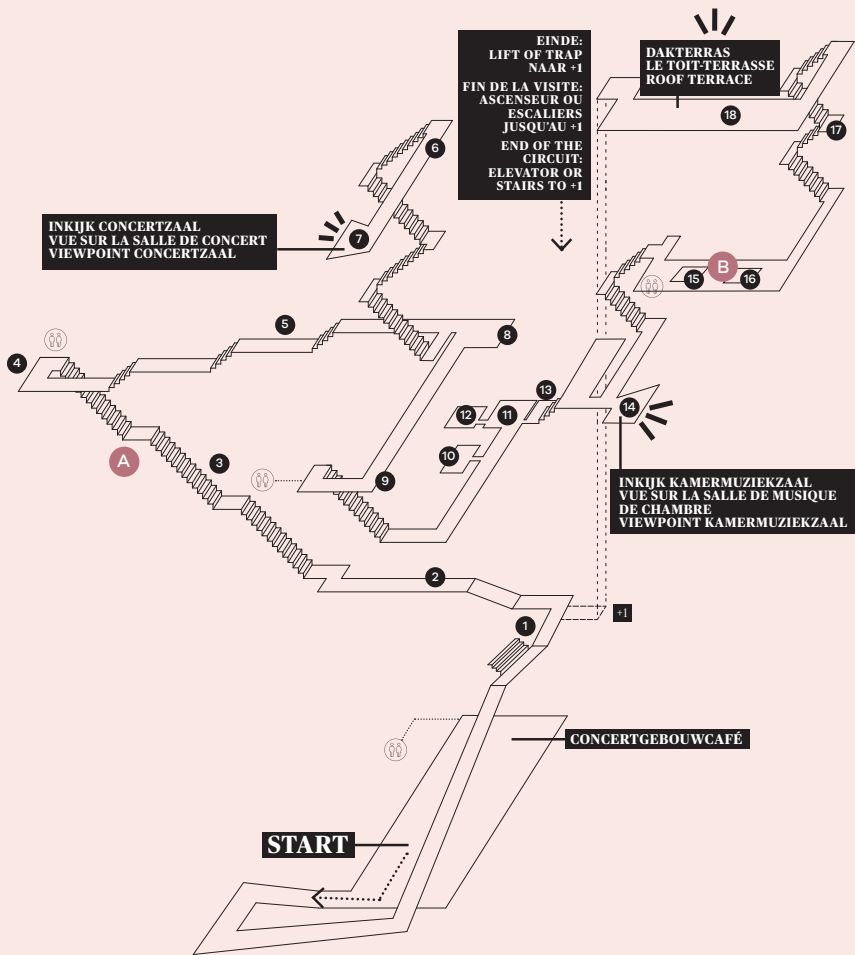 EINDE:
LIFT OF TRAP
NAAR +1
FIN DE LA VISITE:
ASCENSEUR OU
ESCALIERS
JUSQU'AU +1
END OF THE
CIRCUIT:
ELEVATOR OR
STAIRS TO +1
DAKTERRAS
LE TOIT-TERRASSE
ROOF TERRACE
18
17
6
INKIJK CONCERTZAAL
VUE SUR LA SALLE DE CONCERT
VIEWPOINT CONCERTZAAL
7
B
15
16
5
8
4
13
12
11
14
10
A
3
9
INKIJK KAMERMUZIEKZAAL
VUE SUR LA SALLE DE MUSIQUE
DE CHAMBRE
VIEWPOINT KAMERMUZIEKZAAL
2
+1
1
CONCERTGEBOUWCAFÉ
START